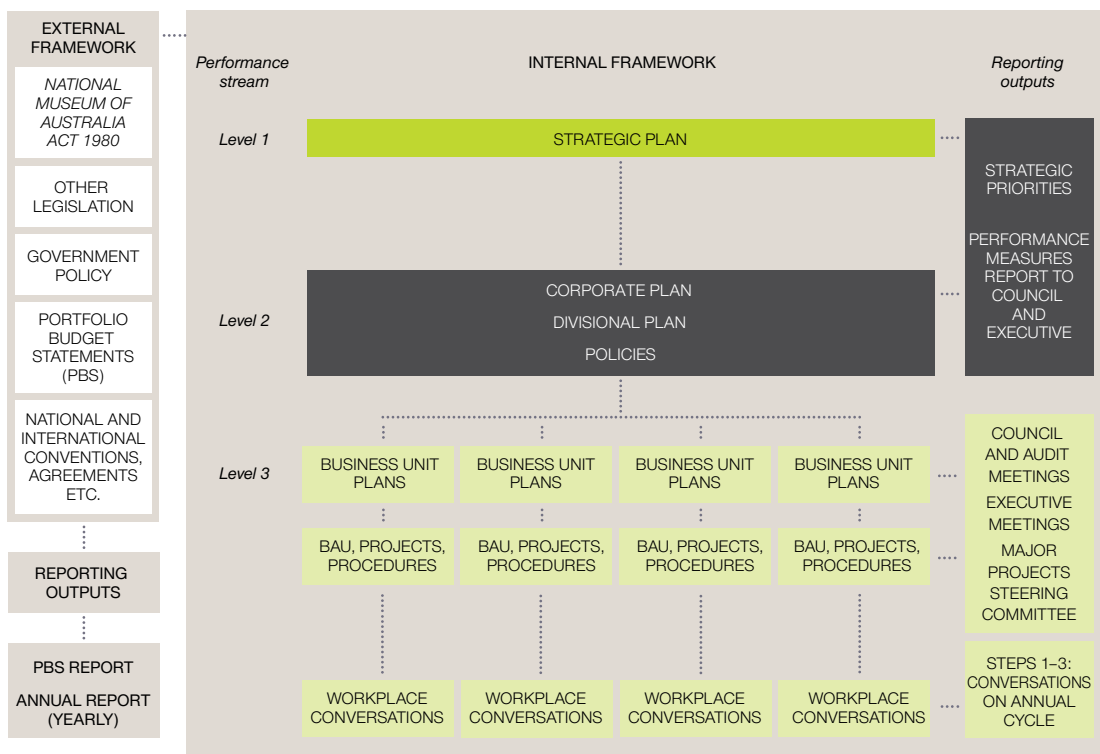 EXTERNAL
FRAMEWORK
NATIONAL
MUSEUM OF
AUSTRALIA
ACT 1980
OTHER
LEGISLATION
GOVERNMENT
POLICY
PORTFOLIO
BUDGET
STATEMENTS
(PBS)
NATIONAL AND
INTERNATIONAL
CONVENTIONS,
AGREEMENTS
ETC.
REPORTING
OUTPUTS
PBS REPORT
ANNUAL REPORT
(YEARLY)
Performance
stream
INTERNAL FRAMEWORK
Reporting
outputs
Level 1
STRATEGIC PLAN
STRATEGIC
PRIORITIES
PERFORMANCE
MEASURES
REPORT TO
COUNCIL
AND
EXECUTIVE
Level 2
CORPORATE PLAN
DIVISIONAL PLAN
POLICIES
Level 3
BUSINESS UNIT
PLANS
BUSINESS UNIT
PLANS
BUSINESS UNIT
PLANS
BUSINESS UNIT
PLANS
BAU, PROJECTS,
PROCEDURES
BAU, PROJECTS,
PROCEDURES
BAU, PROJECTS,
PROCEDURES
BAU, PROJECTS,
PROCEDURES
COUNCIL
AND AUDIT
MEETINGS
EXECUTIVE
MEETINGS
MAJOR
PROJECTS
STEERING
COMMITTEE
WORKPLACE
CONVERSATIONS
WORKPLACE
CONVERSATIONS
WORKPLACE
CONVERSATIONS
WORKPLACE
CONVERSATIONS
STEPS 1–3:
CONVERSATIONS
ON ANNUAL
CYCLE